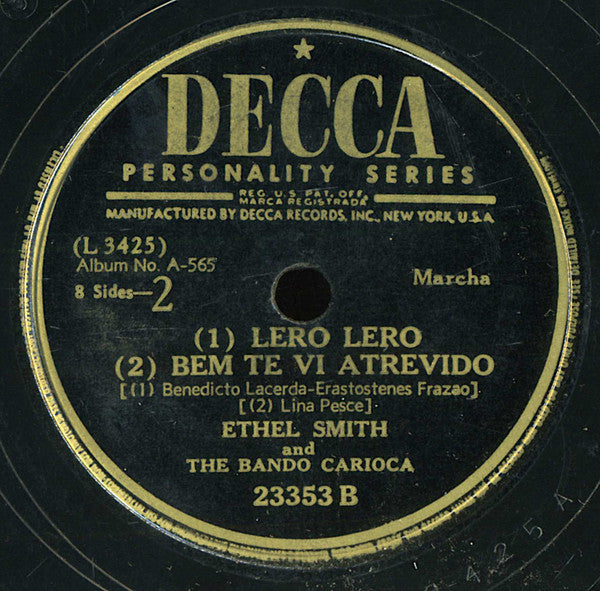 DECCA
PERSONALITY SERIES
REG. U.S. PAT. OFF.
MARCA REGISTRADA
MANUFACTURED BY DECCA RECORDS, INC., NEW YORK, U.S.A
(L 3425)
Album No. A-565
8 Sides—2
Marcha
(1) LERO LERO
(2) BEM TE VI ATREVIDO
[(1) Benedicto Lacerda-Erastostenes Frazao]
[(2) Lina Pesce]
ETHEL SMITH
and
THE BANDO CARIOCA
23353 B